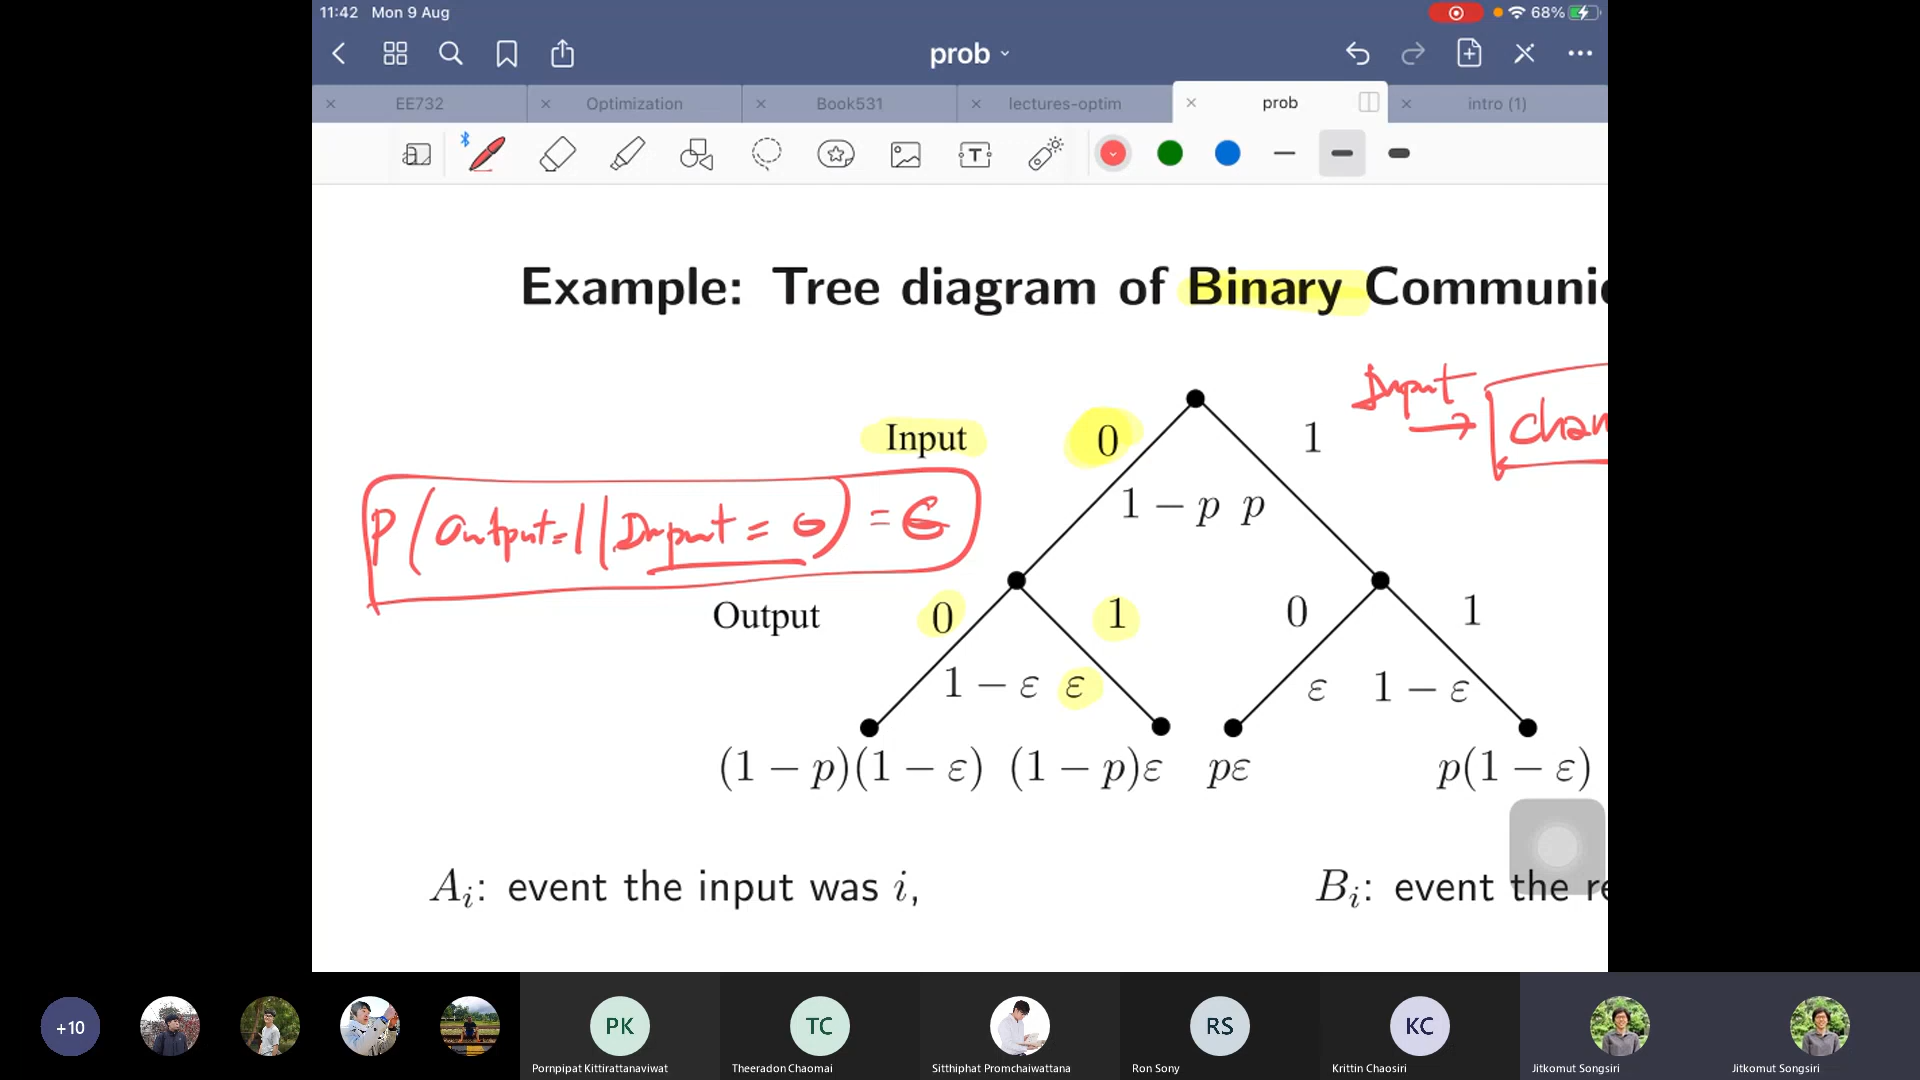 11:42 Mon 9 Aug 68%
prob
EE732 Optimization Book531 lectures-optim prob intro (1)
Example: Tree diagram of Binary Communic
Input
chan
Input 0 1
1 − p p
P(Output=1|Input = 0) = ε
Output 0 1 0 1
1 − ε ε ε 1 − ε
(1 − p)(1 − ε) (1 − p)ε pε p(1 − ε)
A_i: event the input was i, B_i: event the re
+10 PK TC RS KC
Pornpipat Kittirattanaviwat Theeradon Chaomai Sitthiphat Promchaiwattana Ron Sony Krittin Chaosiri Jitkomut Songsiri Jitkomut Songsiri